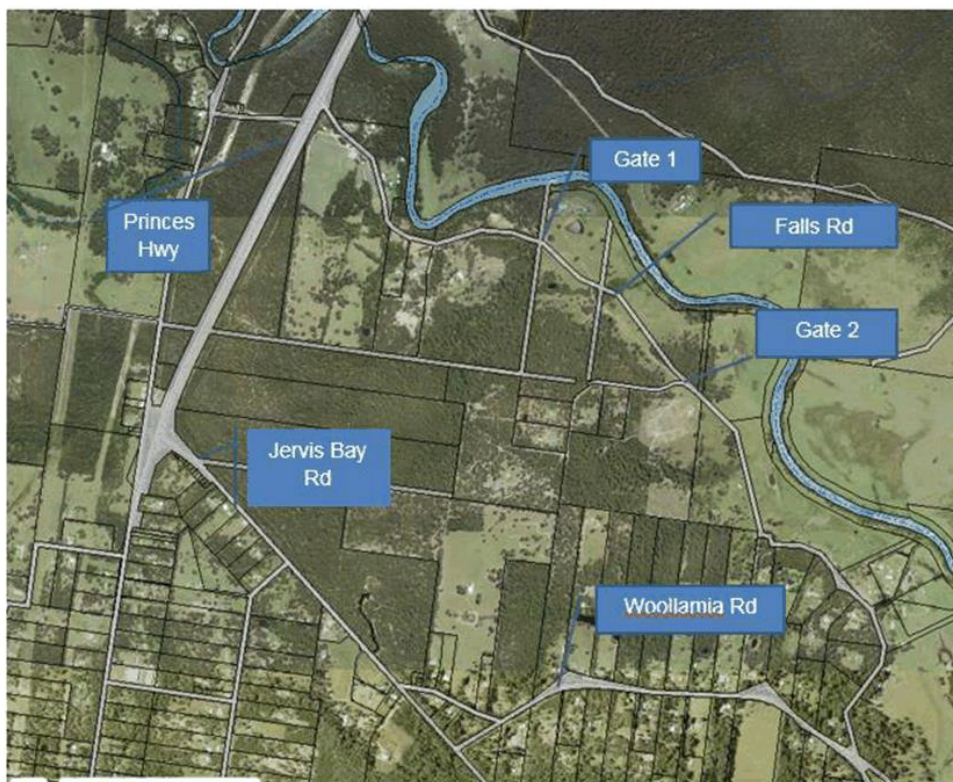 Gate 1
Princes
Hwy
Falls Rd
Gate 2
Jervis Bay
Rd
Woollamia Rd